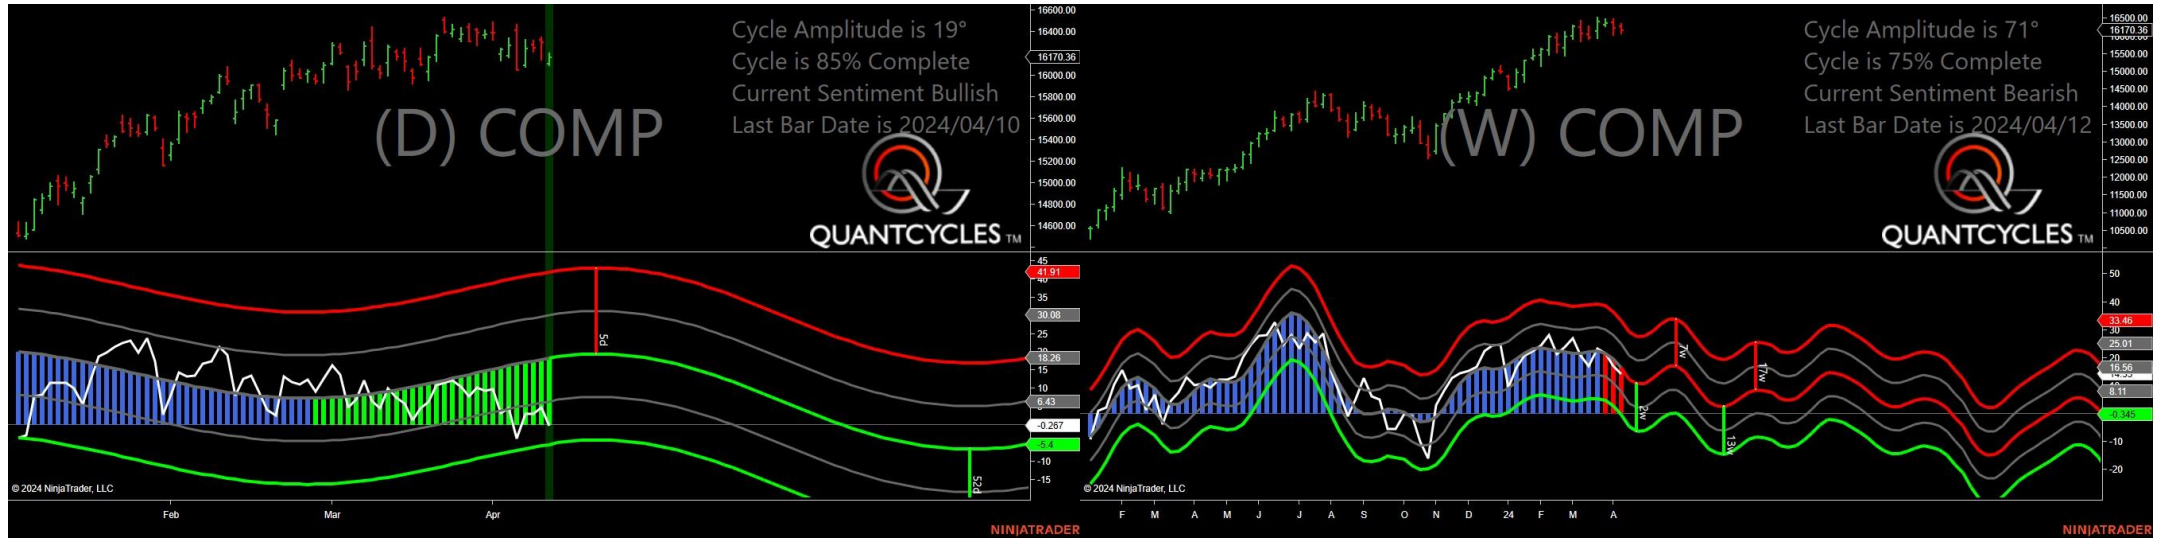 16600.00
16400.00
16170.36
16000.00
15800.00
15600.00
15400.00
15200.00
15000.00
14800.00
14600.00
Cycle Amplitude is 19°
Cycle is 85% Complete
Current Sentiment Bullish
Last Bar Date is 2024/04/10
(D) COMP
QUANTCYCLES TM
45
41.91
40
35
30.08
25
20
18.26
15
10
6.43
-0.267
-5.4
-10
-15
5d
52d
© 2024 NinjaTrader, LLC
Feb Mar Apr
NINJATRADER
16500.00
16170.36
15500.00
15000.00
14500.00
14000.00
13500.00
13000.00
12500.00
12000.00
11500.00
11000.00
10500.00
Cycle Amplitude is 71°
Cycle is 75% Complete
Current Sentiment Bearish
Last Bar Date is 2024/04/12
(W) COMP
QUANTCYCLES TM
50
40
33.46
30
25.01
20
16.56
8.11
-0.345
-10
-20
2w
7w
13w
17w
© 2024 NinjaTrader, LLC
F M A M J J A S O N D 24 F M A
NINJATRADER